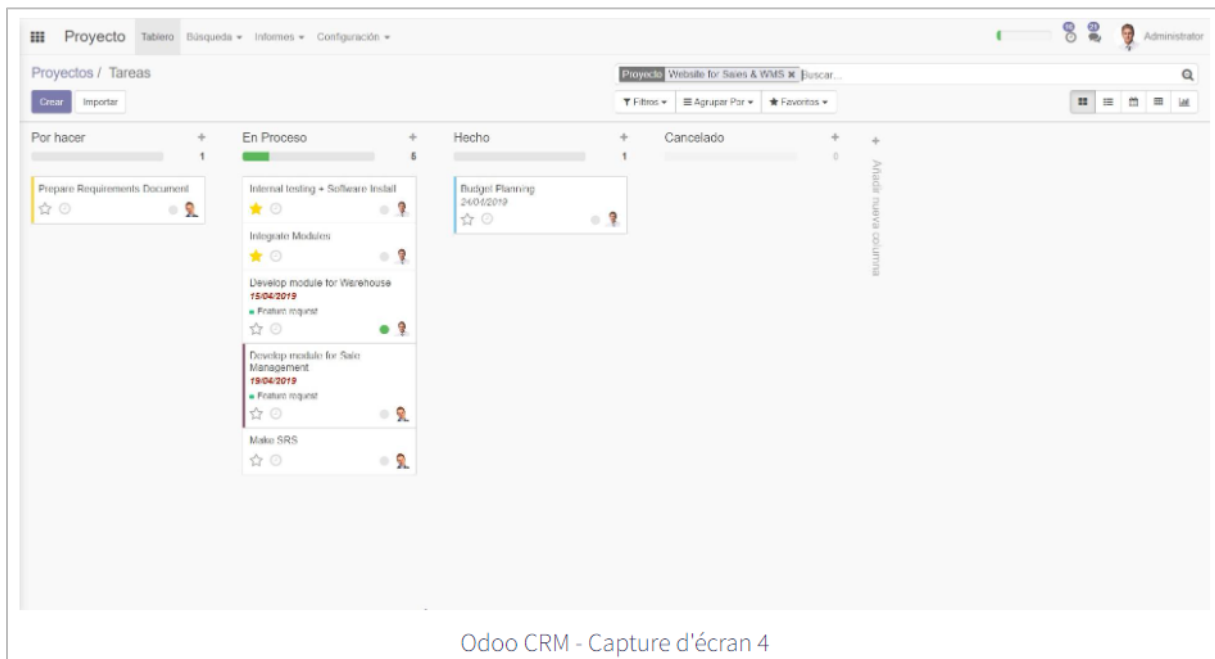 Proyecto Tablero Búsqueda Informes Configuración
Administrator
Proyectos / Tareas
Proyecto Website for Sales & WMS x Buscar...
Crear Importar
Filtros Agrupar Por Favoritos
Por hacer +
1
En Proceso +
5
Hecho +
1
Cancelado +
0
+
Añadir nueva columna
Prepare Requirements Document
Internal testing + Software Install
Integrate Modules
Develop module for Warehouse
15/04/2019
Feature request
Develop module for Sale
Management
19/04/2019
Feature request
Make SRS
Budget Planning
24/04/2019
Odoo CRM - Capture d'écran 4